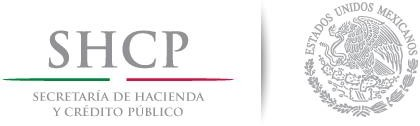 SHCP
SECRETARÍA DE HACIENDA
Y CRÉDITO PÚBLICO
ESTADOS UNIDOS MEXICANOS